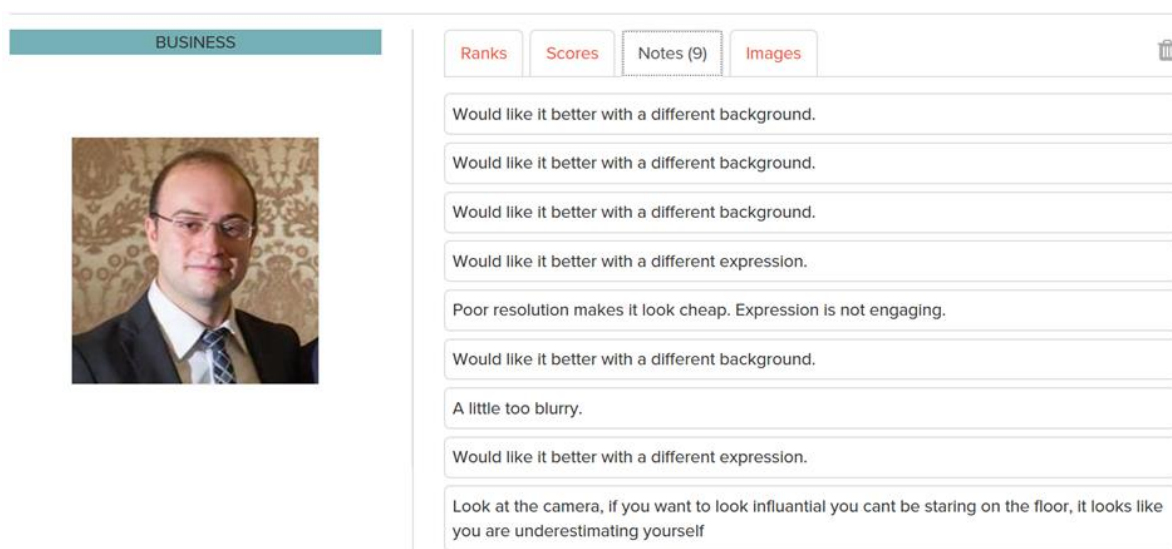 BUSINESS
Ranks
Scores
Notes (9)
Images
Would like it better with a different background.
Would like it better with a different background.
Would like it better with a different background.
Would like it better with a different expression.
Poor resolution makes it look cheap. Expression is not engaging.
Would like it better with a different background.
A little too blurry.
Would like it better with a different expression.
Look at the camera, if you want to look influantial you cant be staring on the floor, it looks like
you are underestimating yourself